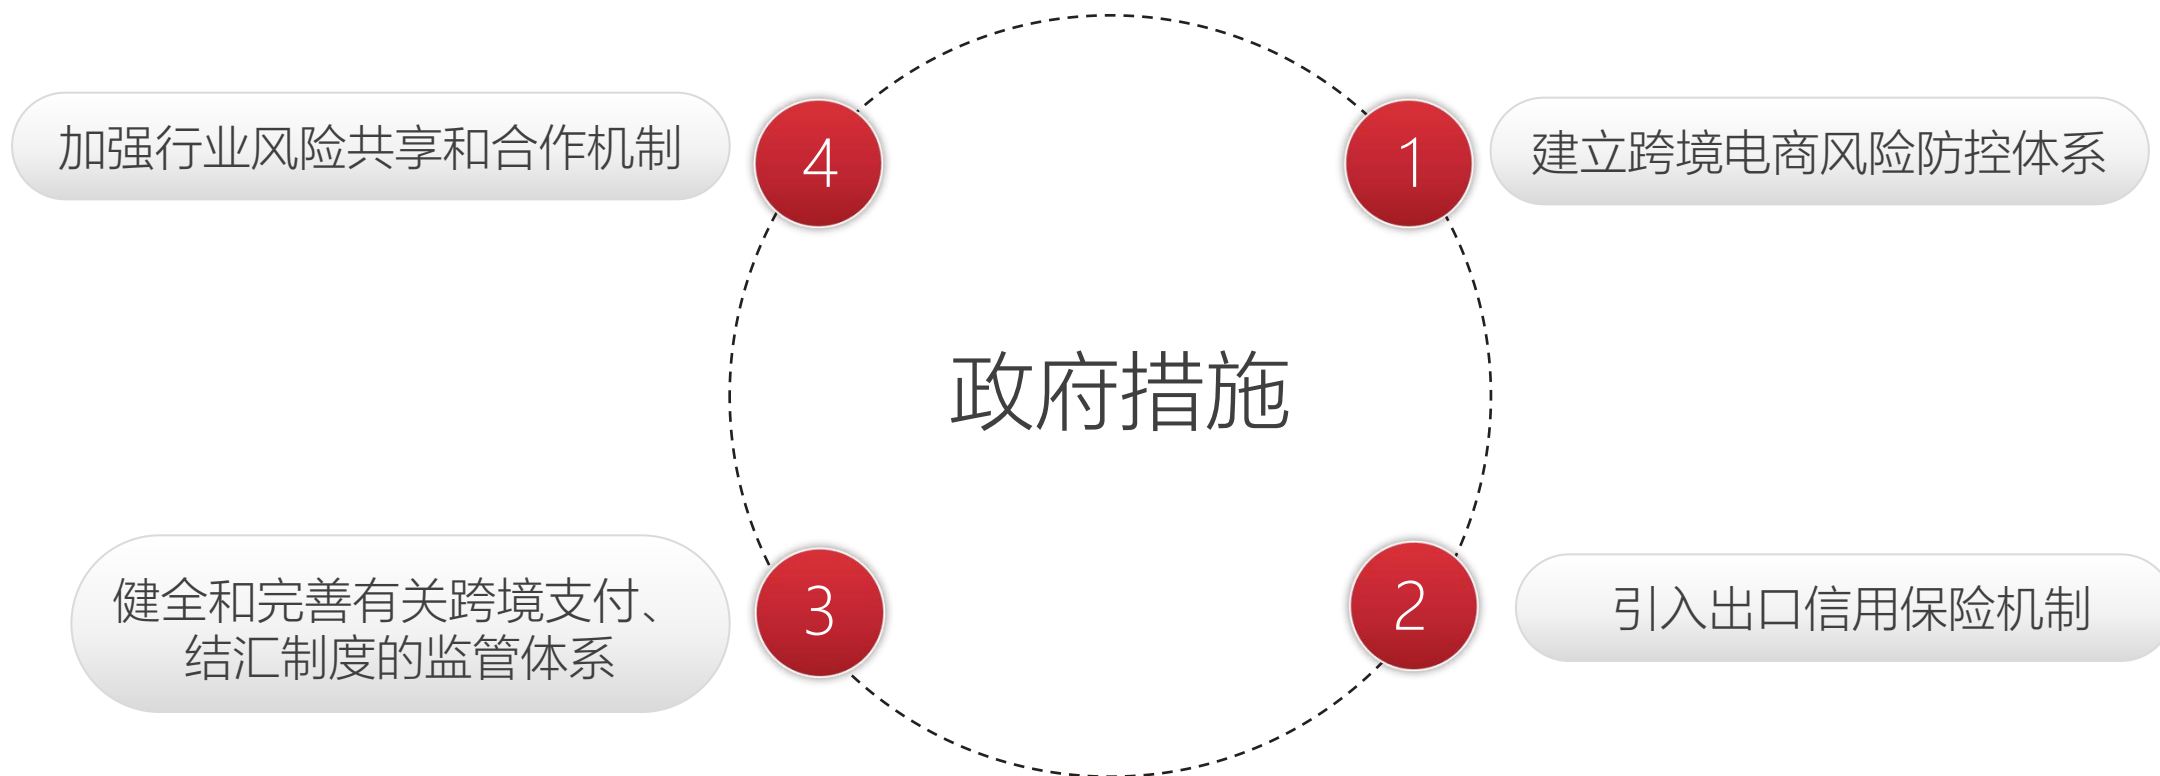 加强行业风险共享和合作机制
4
1
建立跨境电商风险防控体系
政府措施
健全和完善有关跨境支付、
结汇制度的监管体系
3
2
引入出口信用保险机制